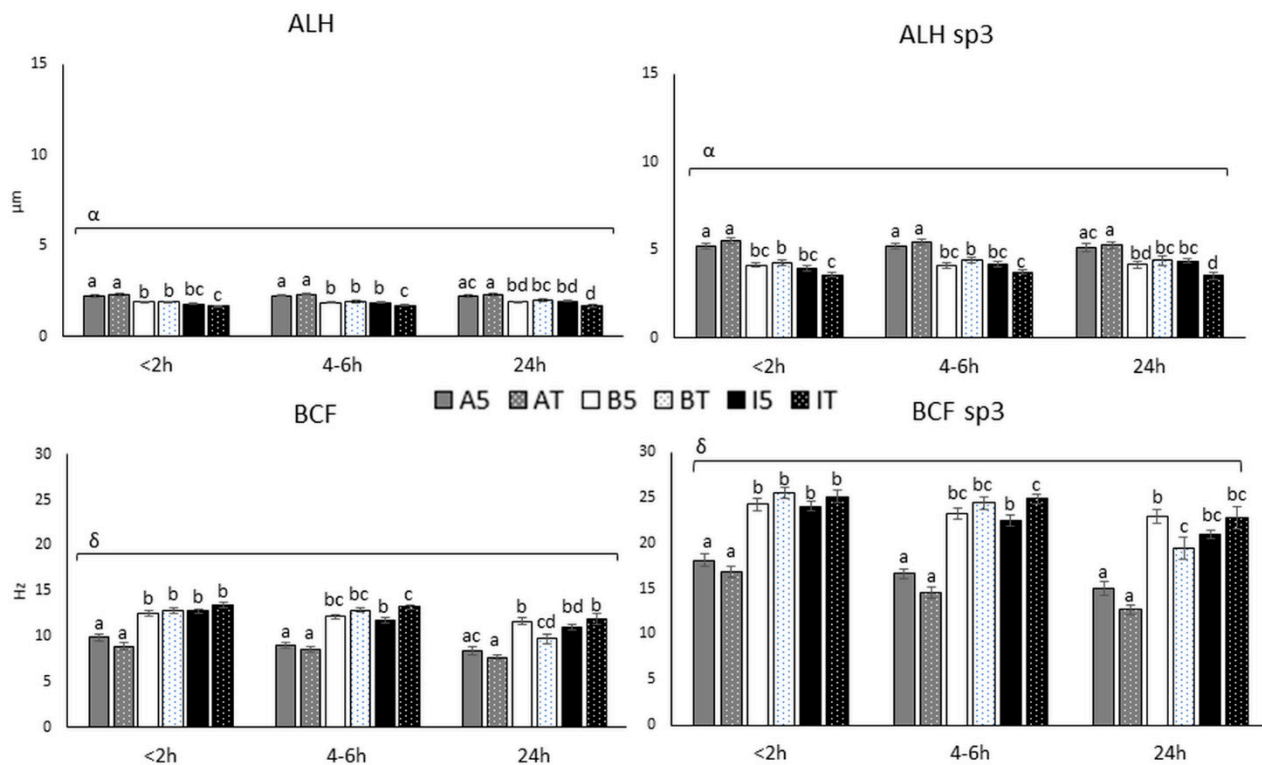 ALH
15
10
5
0
μm
α
a a b b bc c
a a b b b c
ac a bd bc bd d
<2h 4-6h 24h
ALH sp3
15
10
5
0
α
a a bc b bc c
a a bc b bc c
ac a bd bc bc d
<2h 4-6h 24h
A5 AT B5 BT I5 IT
BCF
30
25
20
15
10
5
0
Hz
δ
a a b b b b
a a bc bc b c
ac a b cd bd b
<2h 4-6h 24h
BCF sp3
30
25
20
15
10
5
0
δ
a a b b b b
a a bc bc b c
a a b c bc bc
<2h 4-6h 24h